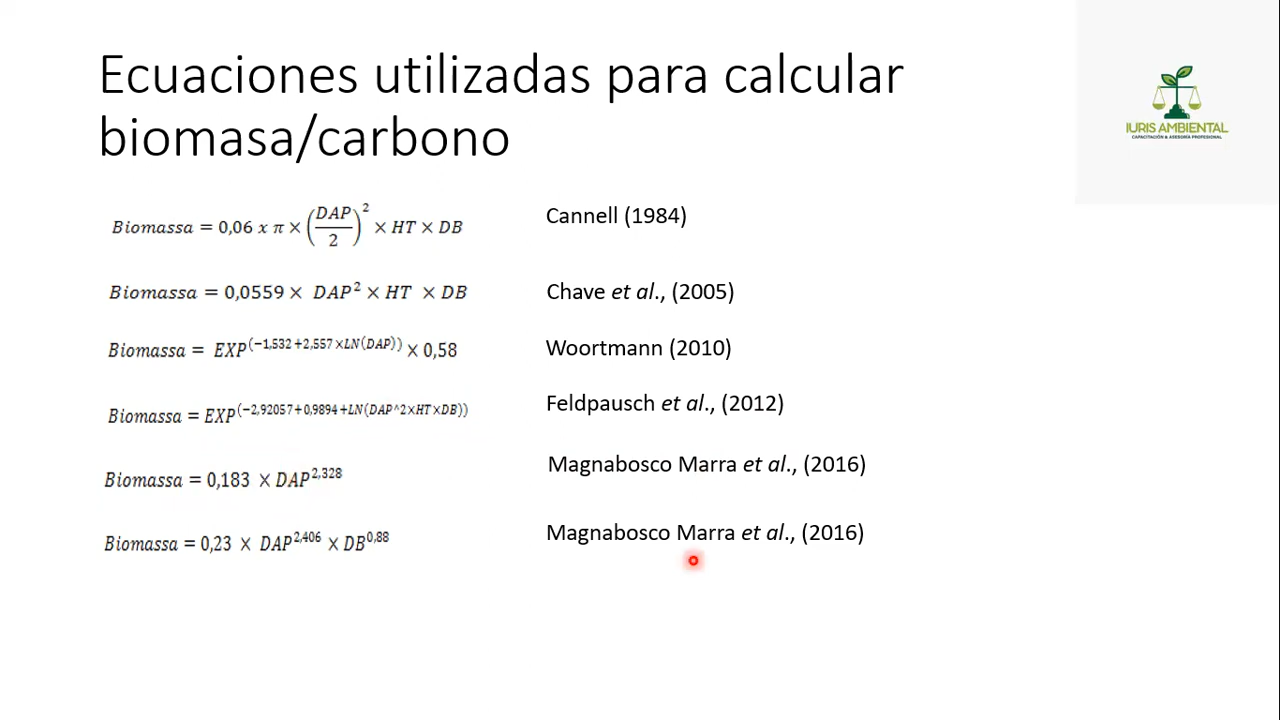 Ecuaciones utilizadas para calcular
biomasa/carbono
IURIS AMBIENTAL
CAPACITACIÓN & ASESORÍA PROFESIONAL
Biomassa = 0,06 x π × (DAP/2)² × HT × DB
Cannell (1984)
Biomassa = 0,0559 × DAP² × HT × DB
Chave et al., (2005)
Biomassa = EXP^(−1,532+2,557×LN(DAP)) × 0,58
Woortmann (2010)
Biomassa = EXP^(−2,92057+0,9894+LN(DAP^2×HT×DB))
Feldpausch et al., (2012)
Biomassa = 0,183 × DAP^2,328
Magnabosco Marra et al., (2016)
Biomassa = 0,23 × DAP^2,406 × DB^0,88
Magnabosco Marra et al., (2016)